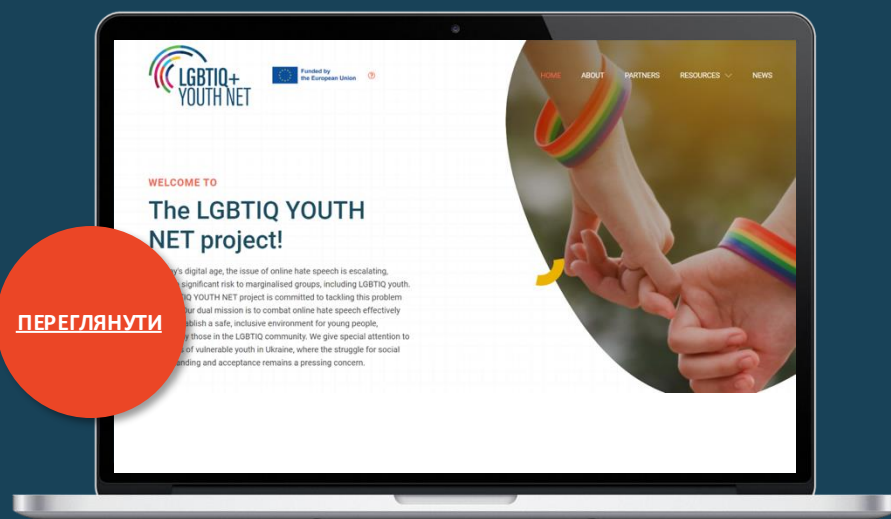 LGBTIQ+
YOUTH NET
Funded by
the European Union
HOME ABOUT PARTNERS RESOURCES NEWS
WELCOME TO
The LGBTIQ YOUTH
NET project!
digital age, the issue of online hate speech is escalating,
significant risk to marginalised groups, including LGBTIQ youth.
YOUTH NET project is committed to tackling this problem
dual mission is to combat online hate speech effectively
a safe, inclusive environment for young people,
those in the LGBTIQ community. We give special attention to
of vulnerable youth in Ukraine, where the struggle for social
and acceptance remains a pressing concern.
ПЕРЕГЛЯНУТИ